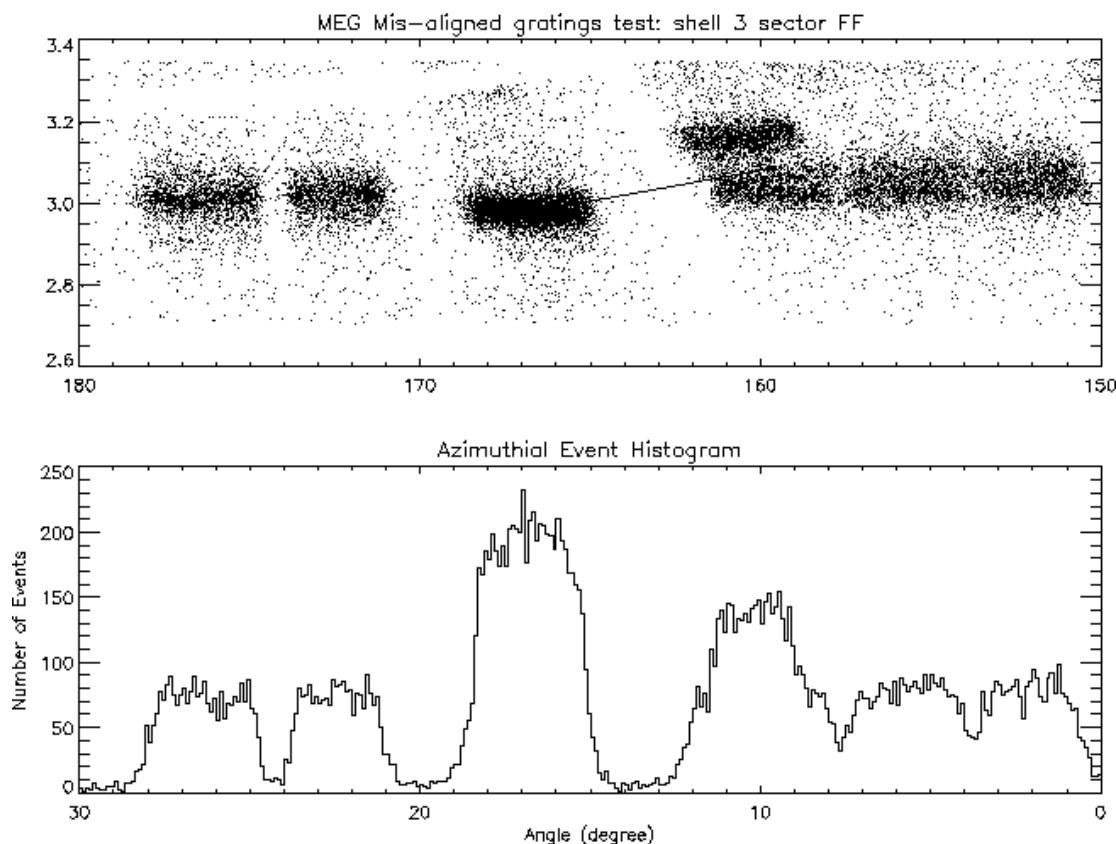 MEG Mis-aligned gratings test: shell 3 sector FF
3.4
3.2
3.0
2.8
2.6
180 170 160 150
Azimuthial Event Histogram
250
200
150
100
50
0
Number of Events
30 20 10 0
Angle (degree)